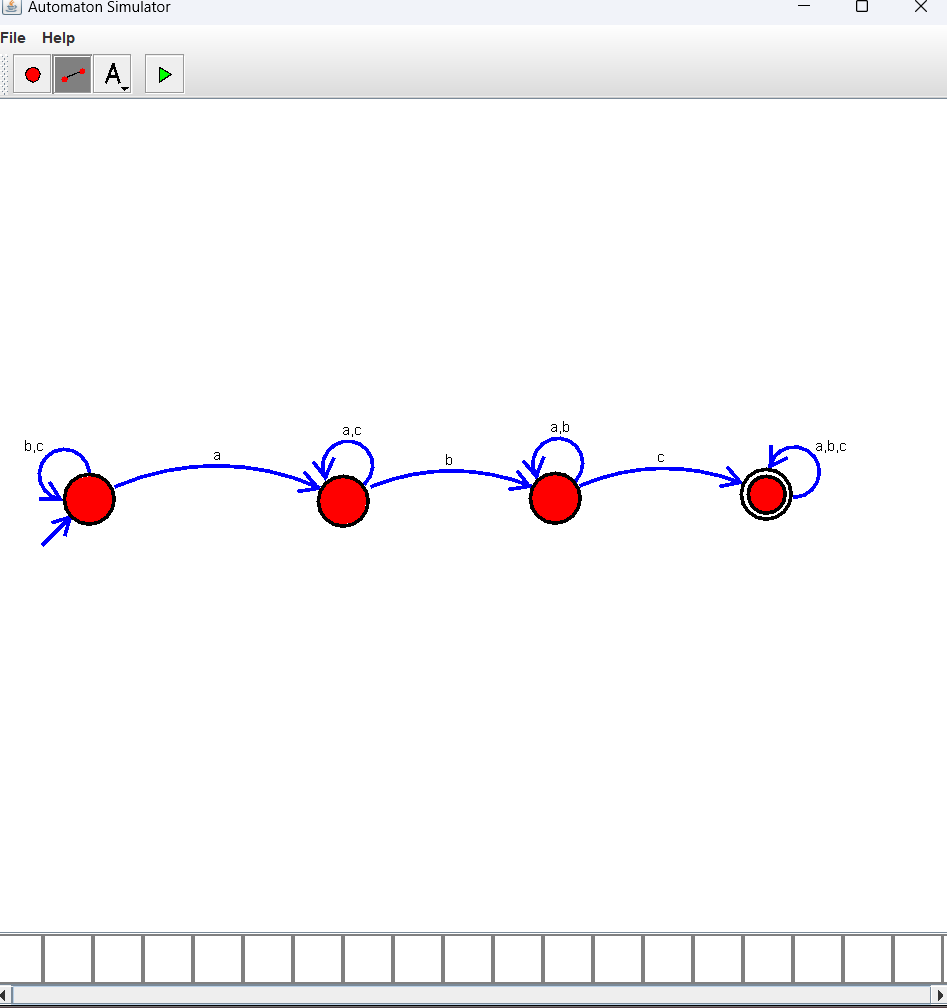 Automaton Simulator
File Help
A
a,c
a,b
b,c
a,b,c
a
b
c